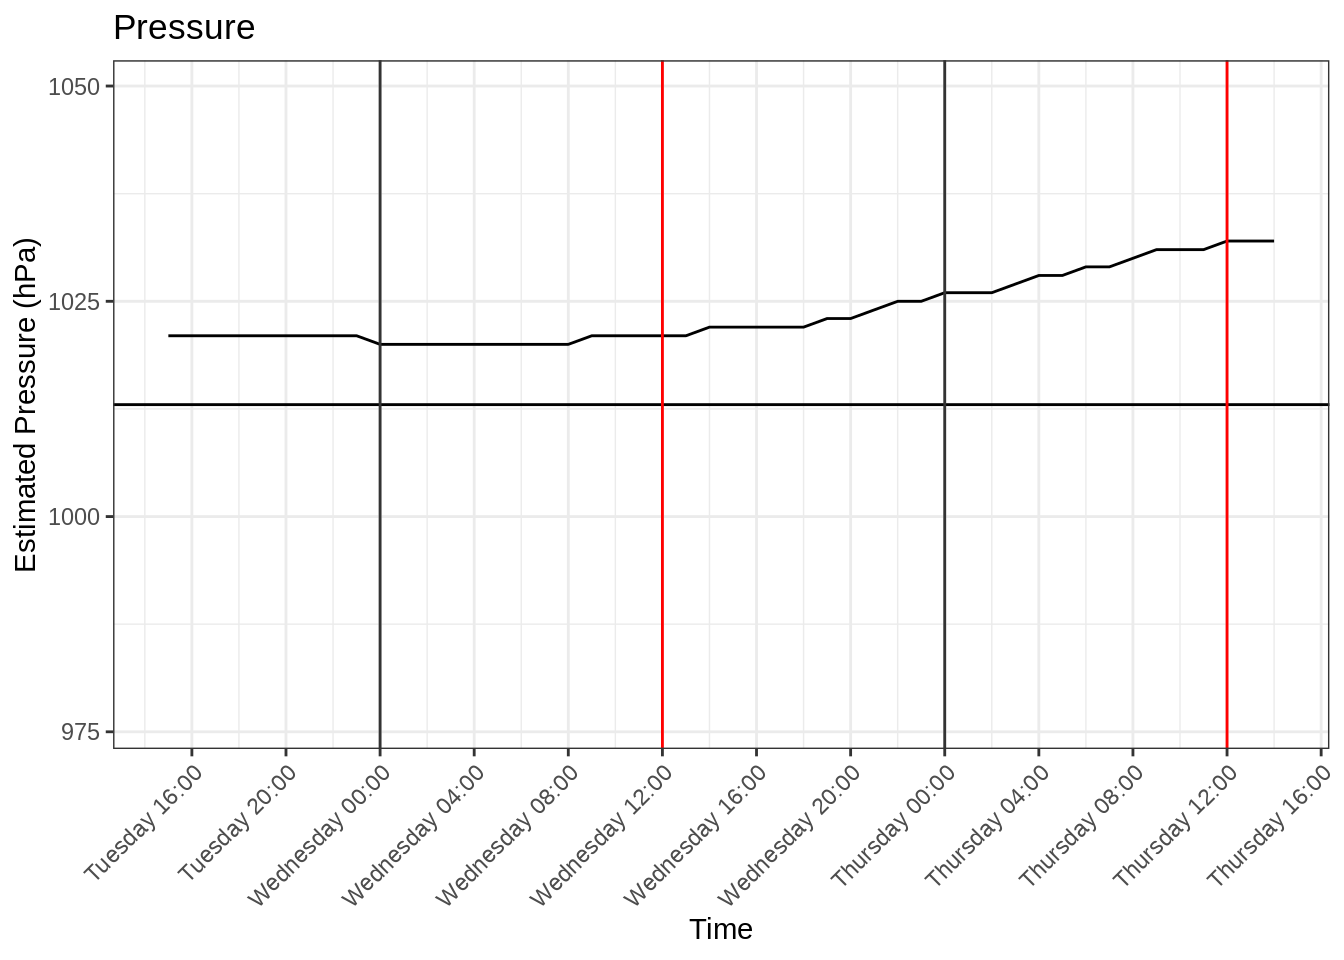 Pressure
Estimated Pressure (hPa)
1050
1025
1000
975
Tuesday 16:00
Tuesday 20:00
Wednesday 00:00
Wednesday 04:00
Wednesday 08:00
Wednesday 12:00
Wednesday 16:00
Wednesday 20:00
Thursday 00:00
Thursday 04:00
Thursday 08:00
Thursday 12:00
Thursday 16:00
Time